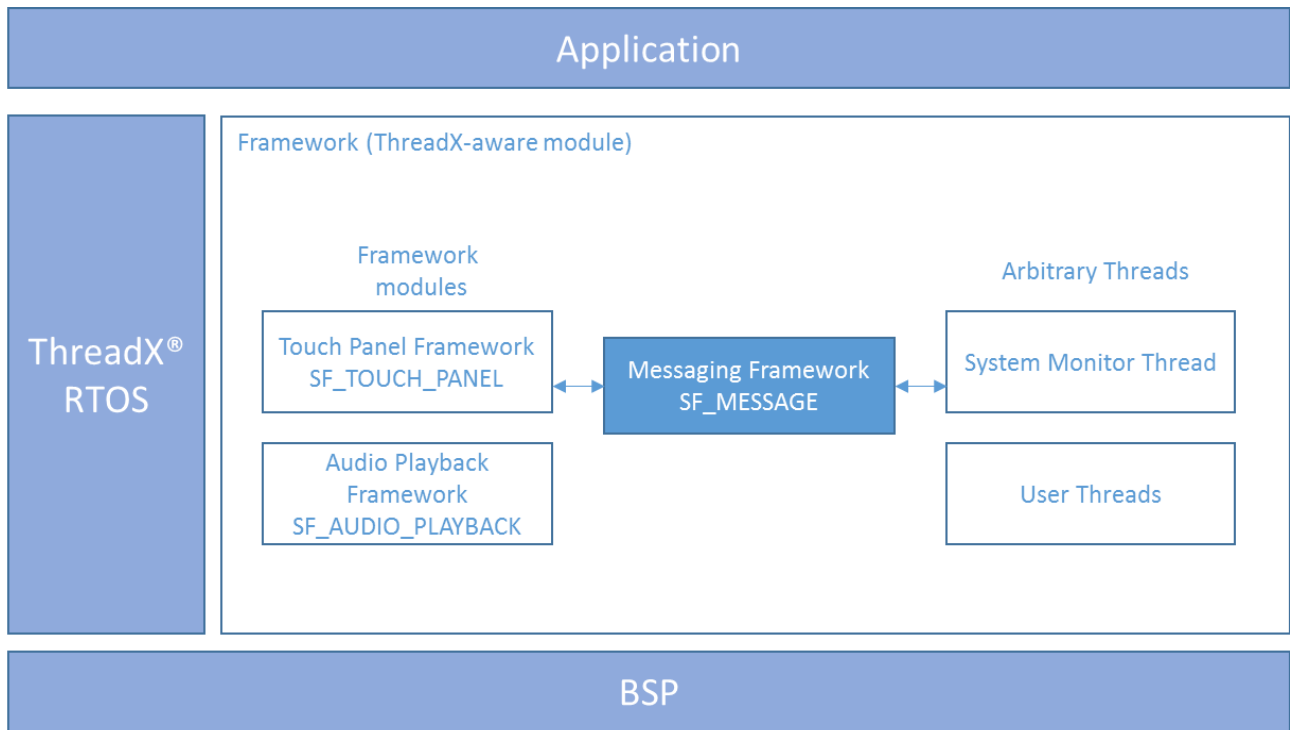 Application
ThreadX®
RTOS
Framework (ThreadX-aware module)
Framework
modules
Touch Panel Framework
SF_TOUCH_PANEL
Audio Playback
Framework
SF_AUDIO_PLAYBACK
Messaging Framework
SF_MESSAGE
Arbitrary Threads
System Monitor Thread
User Threads
BSP